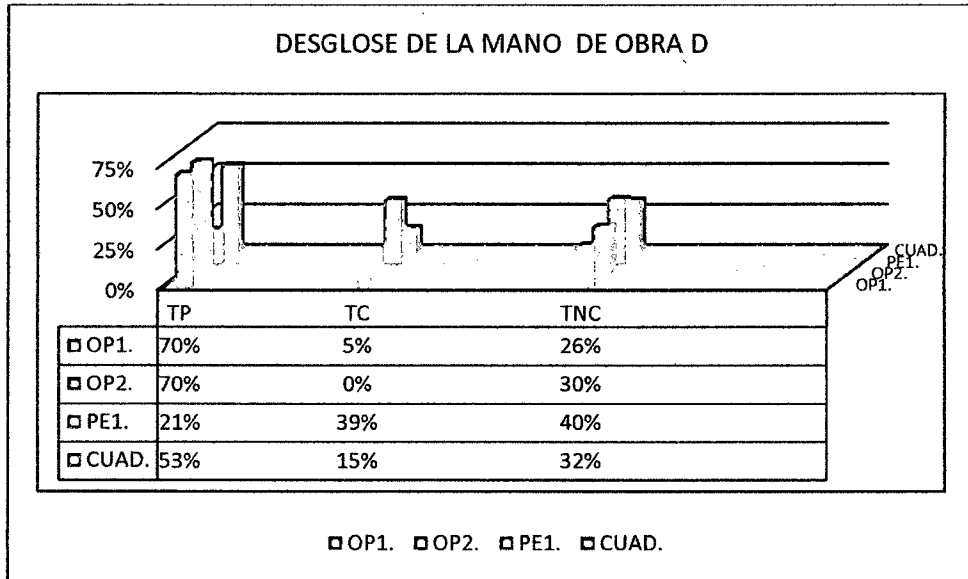 DESGLOSE DE LA MANO DE OBRA D
75%
50%
25%
0%
CUAD.
PE1.
OP2.
OP1.
TP TC TNC
OP1. 70% 5% 26%
OP2. 70% 0% 30%
PE1. 21% 39% 40%
CUAD. 53% 15% 32%
OP1. OP2. PE1. CUAD.